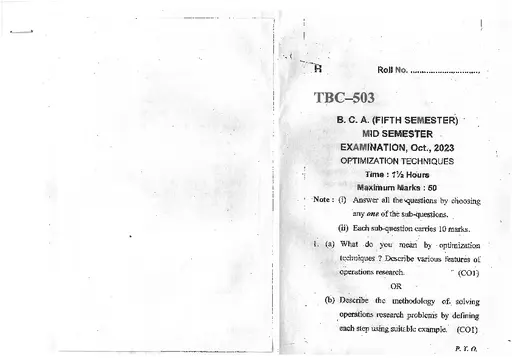 H Roll No. ..............................
TBC–503
B. C. A. (FIFTH SEMESTER)
MID SEMESTER
EXAMINATION, Oct., 2023
OPTIMIZATION TECHNIQUES
Time : 1½ Hours
Maximum Marks : 50
Note : (i) Answer all the questions by choosing
any one of the sub-questions.
(ii) Each sub-question carries 10 marks.
1. (a) What do you mean by optimization
techniques ? Describe various features of
operations research. (CO1)
OR
(b) Describe the methodology of solving
operations research problems by defining
each step using suitable example. (CO1)
P. T. O.